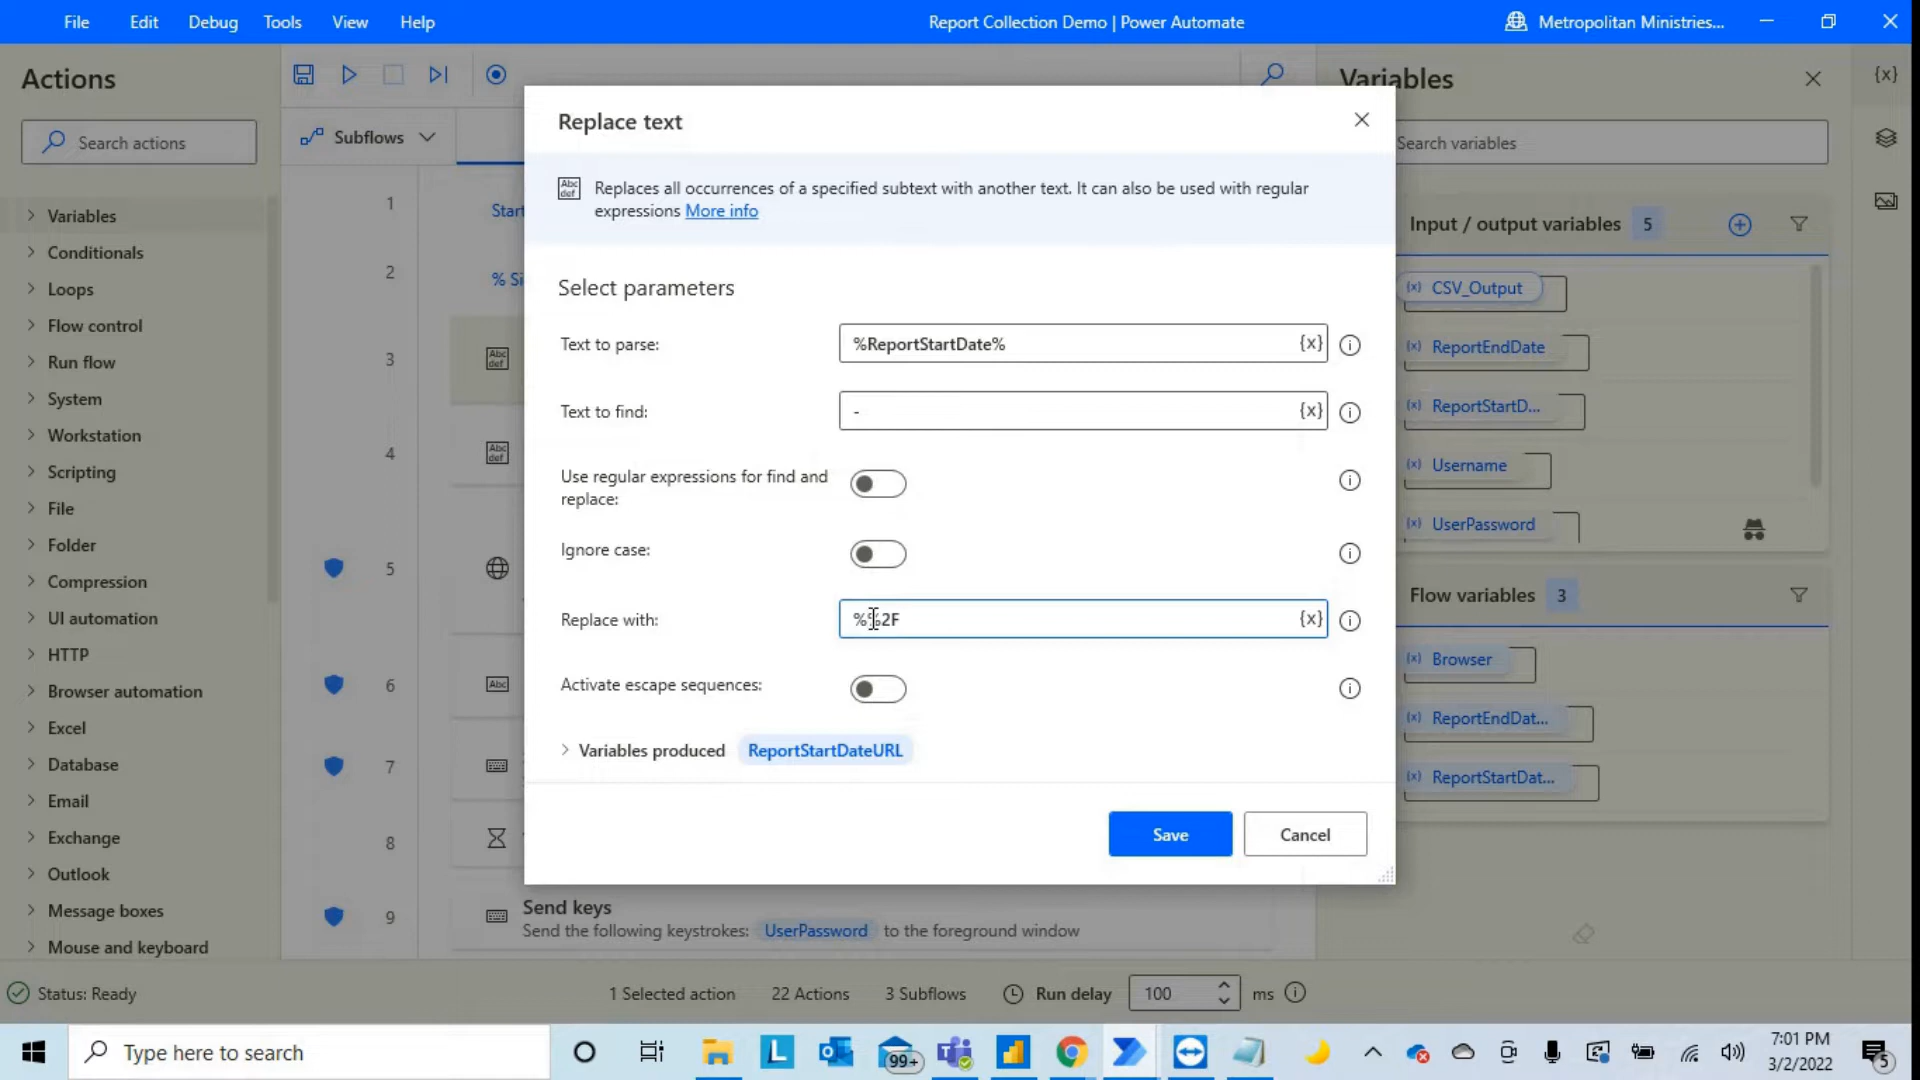 File Edit Debug Tools View Help
Report Collection Demo | Power Automate
Metropolitan Ministries...
Actions
Search actions
Variables
Conditionals
Loops
Flow control
Run flow
System
Workstation
Scripting
File
Folder
Compression
UI automation
HTTP
Browser automation
Excel
Database
Email
Exchange
Outlook
Message boxes
Mouse and keyboard
Subflows
1
Start
2
% Si
3
4
5
6
7
8
9
Send keys
Send the following keystrokes: UserPassword to the foreground window
Replace text
Abc
def
Replaces all occurrences of a specified subtext with another text. It can also be used with regular
expressions More info
Select parameters
Text to parse: %ReportStartDate% {x}
Text to find: - {x}
Use regular expressions for find and
replace:
Ignore case:
Replace with: %%2F {x}
Activate escape sequences:
Variables produced ReportStartDateURL
Save Cancel
Variables
{x}
Search variables
Input / output variables 5
CSV_Output
ReportEndDate
ReportStartD...
Username
UserPassword
Flow variables 3
Browser
ReportEndDat...
ReportStartDat...
Status: Ready 1 Selected action 22 Actions 3 Subflows Run delay 100 ms
Type here to search
99+
7:01 PM
3/2/2022
5